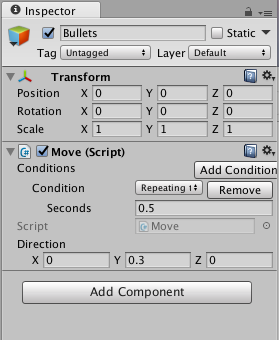 Inspector
Bullets Static
Tag Untagged Layer Default
Transform
Position X 0 Y 0 Z 0
Rotation X 0 Y 0 Z 0
Scale X 1 Y 1 Z 1
Move (Script)
Conditions Add Condition
Condition Repeating Remove
Seconds 0.5
Script Move
Direction
X 0 Y 0.3 Z 0
Add Component